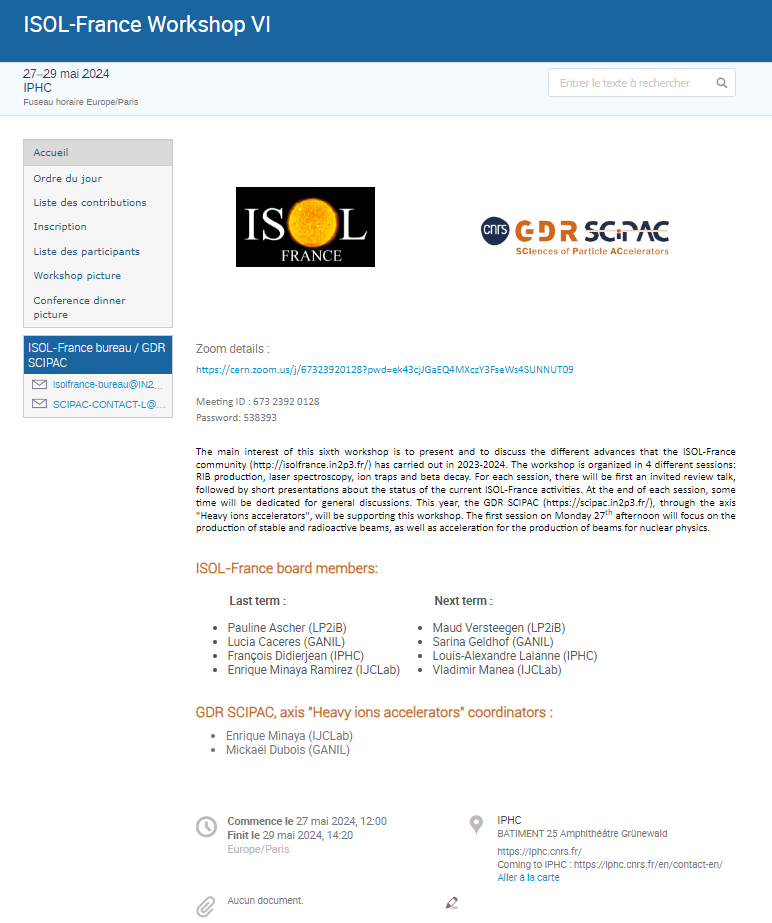 ISOL-France Workshop VI
27–29 mai 2024
IPHC
Fuseau horaire Europe/Paris
Entrer le texte à rechercher
Accueil
Ordre du jour
Liste des contributions
Inscription
Liste des participants
Workshop picture
Conference dinner
picture
ISOL-France bureau / GDR
SCIPAC
isolfrance-bureau@IN2...
SCIPAC-CONTACT-L@...
ISOL
FRANCE
cnrs GDR SCIPAC
SCIences of Particle ACcelerators
Zoom details :
https://cern.zoom.us/j/67323920128?pwd=ek43cjJGaEQ4MXczY3FseWs4SUNNUT09
Meeting ID : 673 2392 0128
Password: 538393
The main interest of this sixth workshop is to present and to discuss the different advances that the ISOL-France
community (http://isolfrance.in2p3.fr/) has carried out in 2023-2024. The workshop is organized in 4 different sessions:
RIB production, laser spectroscopy, ion traps and beta decay. For each session, there will be first an invited review talk,
followed by short presentations about the status of the current ISOL-France activities. At the end of each session, some
time will be dedicated for general discussions. This year, the GDR SCIPAC (https://scipac.in2p3.fr/), through the axis
"Heavy ions accelerators", will be supporting this workshop. The first session on Monday 27th afternoon will focus on the
production of stable and radioactive beams, as well as acceleration for the production of beams for nuclear physics.
ISOL-France board members:
Last term :
Pauline Ascher (LP2iB)
Lucia Caceres (GANIL)
François Didierjean (IPHC)
Enrique Minaya Ramirez (IJCLab)
Next term :
Maud Versteegen (LP2iB)
Sarina Geldhof (GANIL)
Louis-Alexandre Lalanne (IPHC)
Vladimir Manea (IJCLab)
GDR SCIPAC, axis "Heavy ions accelerators" coordinators :
Enrique Minaya (IJCLab)
Mickaël Dubois (GANIL)
Commence le 27 mai 2024, 12:00
Finit le 29 mai 2024, 14:20
Europe/Paris
IPHC
BATIMENT 25 Amphithéâtre Grünewald
https://iphc.cnrs.fr/
Coming to IPHC : https://iphc.cnrs.fr/en/contact-en/
Aller à la carte
Aucun document.